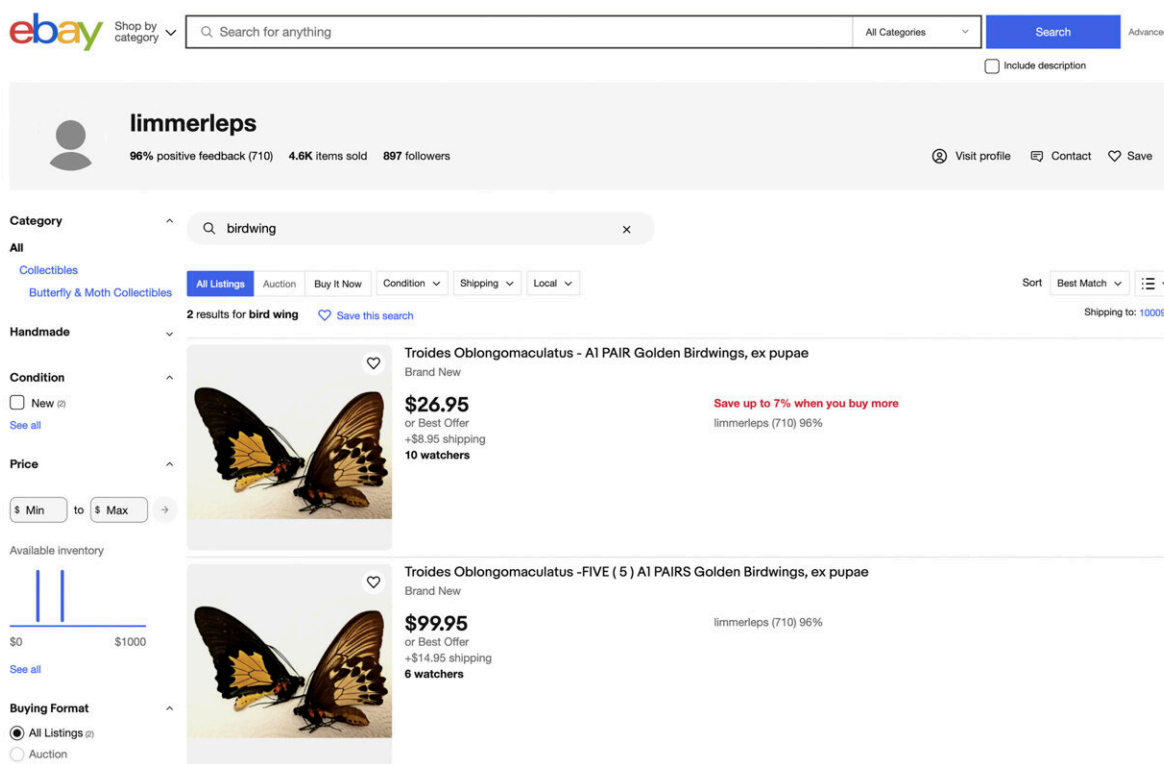 ebay
Shop by category
Search for anything
All Categories
Search
Include description
limmerleps
96% positive feedback (710) 4.6K items sold 897 followers
Visit profile Contact Save
Category
All
Collectibles
Butterfly & Moth Collectibles
Handmade
Condition
New (2)
See all
Price
$ Min to $ Max
Available inventory
$0 $1000
See all
Buying Format
All Listings (2)
Auction
birdwing
All Listings Auction Buy It Now Condition Shipping Local
Sort Best Match
2 results for bird wing Save this search
Shipping to: 10009
Troides Oblongomaculatus - A1 PAIR Golden Birdwings, ex pupae
Brand New
$26.95
or Best Offer
+$8.95 shipping
10 watchers
Save up to 7% when you buy more
limmerleps (710) 96%
Troides Oblongomaculatus -FIVE ( 5 ) A1 PAIRS Golden Birdwings, ex pupae
Brand New
$99.95
or Best Offer
+$14.95 shipping
6 watchers
limmerleps (710) 96%